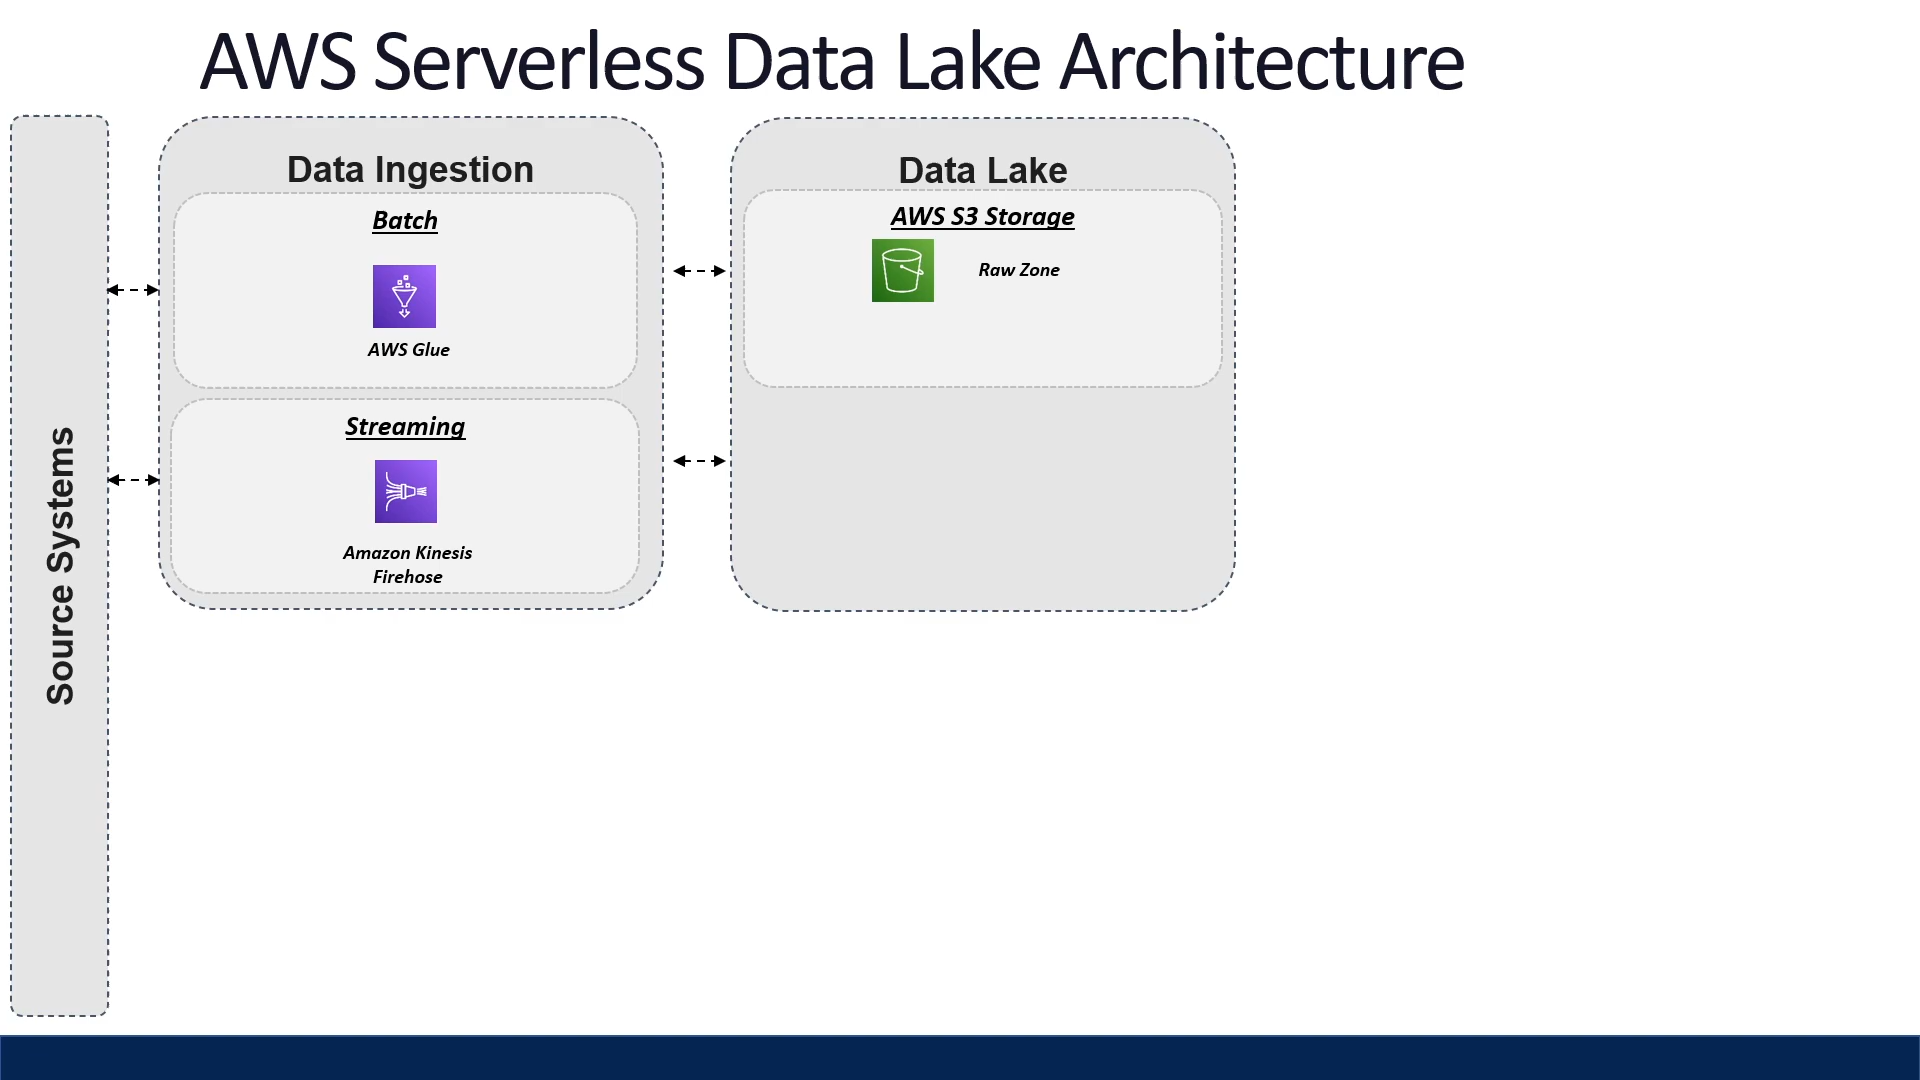 AWS Serverless Data Lake Architecture
Source Systems
Data Ingestion
Batch
AWS Glue
Streaming
Amazon Kinesis
Firehose
Data Lake
AWS S3 Storage
Raw Zone